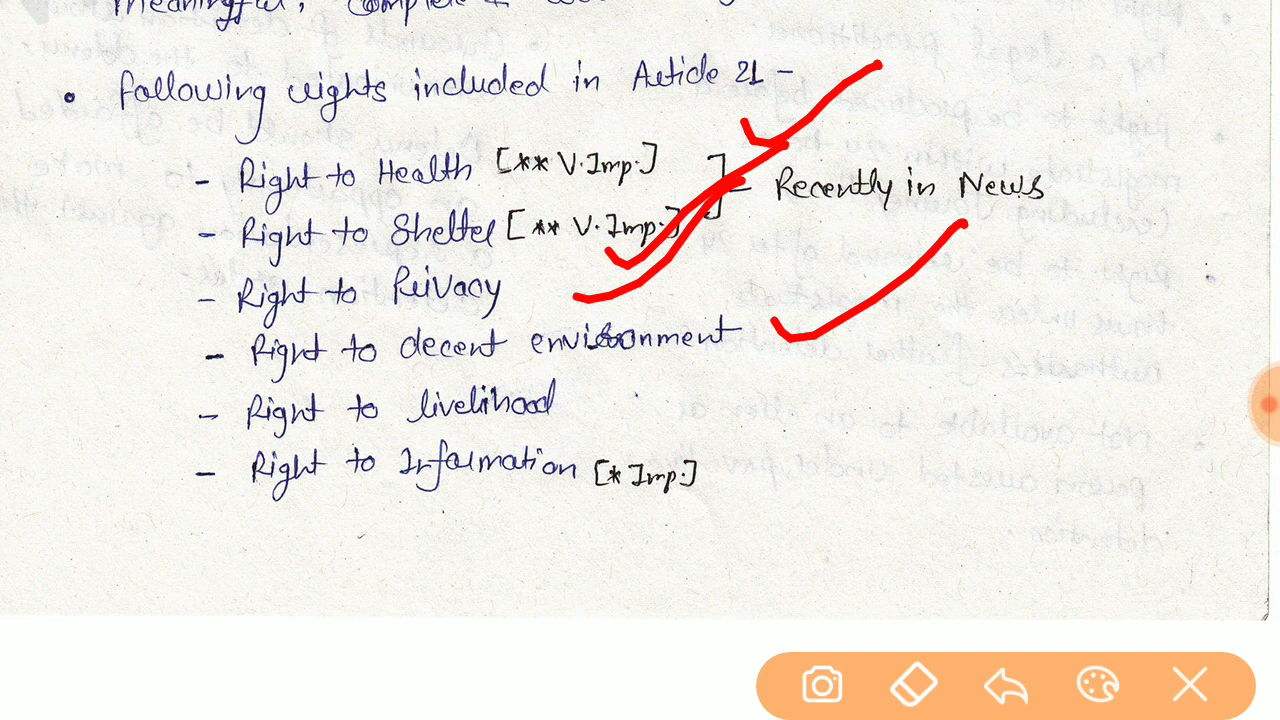 meaningful, complete &
• Following rights included in Article 21 –
– Right to Health [** V. Imp.]
– Right to Shelter [** V. Imp.] ]– Recently in News
– Right to Privacy
– Right to decent environment
– Right to livelihood
– Right to Information [* Imp.]